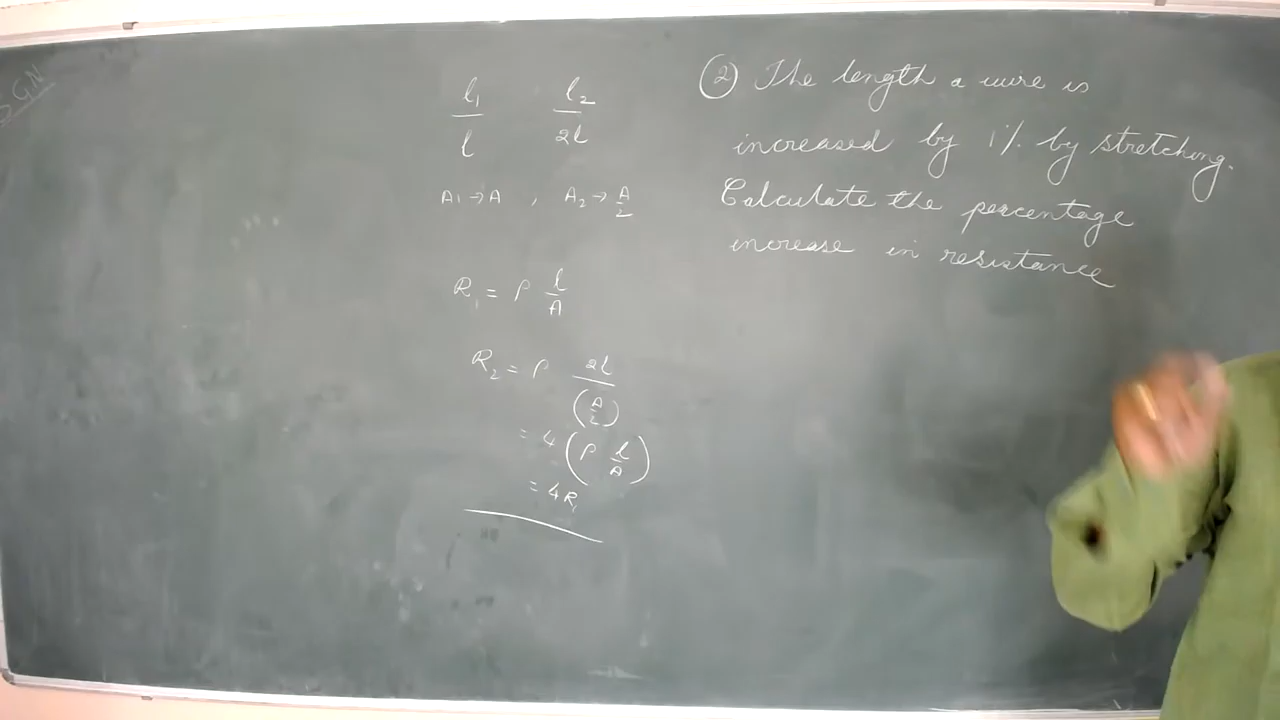 l₁ l₂
l 2l
A₁ → A , A₂ → A/2
R₁ = ρ l/A
R₂ = ρ 2l/(A/2)
= 4 (ρ l/A)
= 4R₁
② The length a wire is
increased by 1% by stretching.
Calculate the percentage
increase in resistance